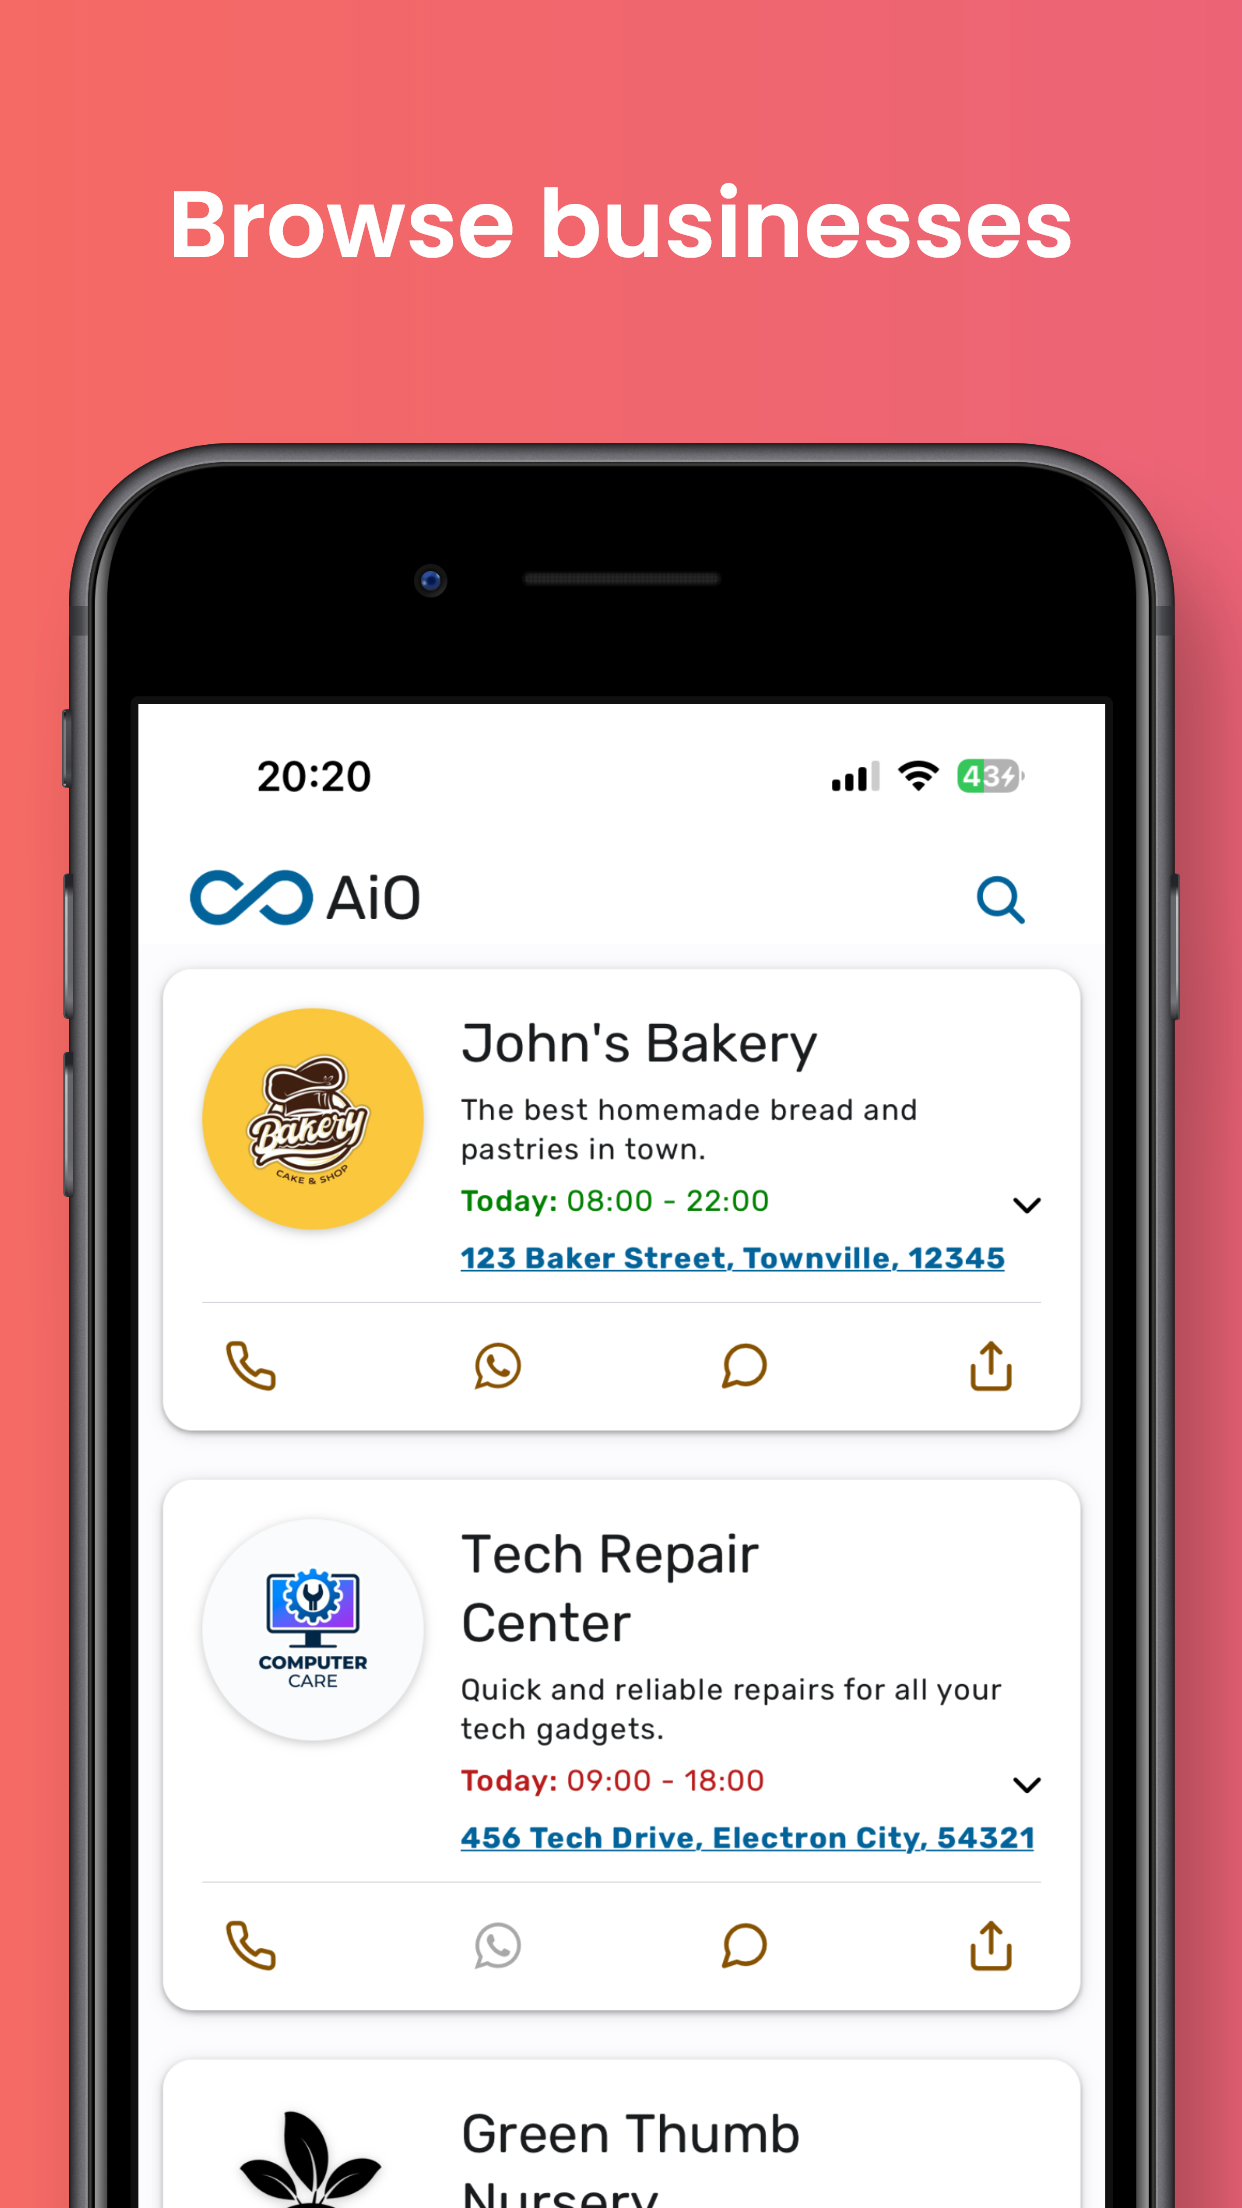 Browse businesses
20:20
43
AiO
John's Bakery
Bakery
CAKE & SHOP
The best homemade bread and
pastries in town.
Today: 08:00 - 22:00
123 Baker Street, Townville, 12345
Tech Repair
Center
COMPUTER
CARE
Quick and reliable repairs for all your
tech gadgets.
Today: 09:00 - 18:00
456 Tech Drive, Electron City, 54321
Green Thumb
Nursery